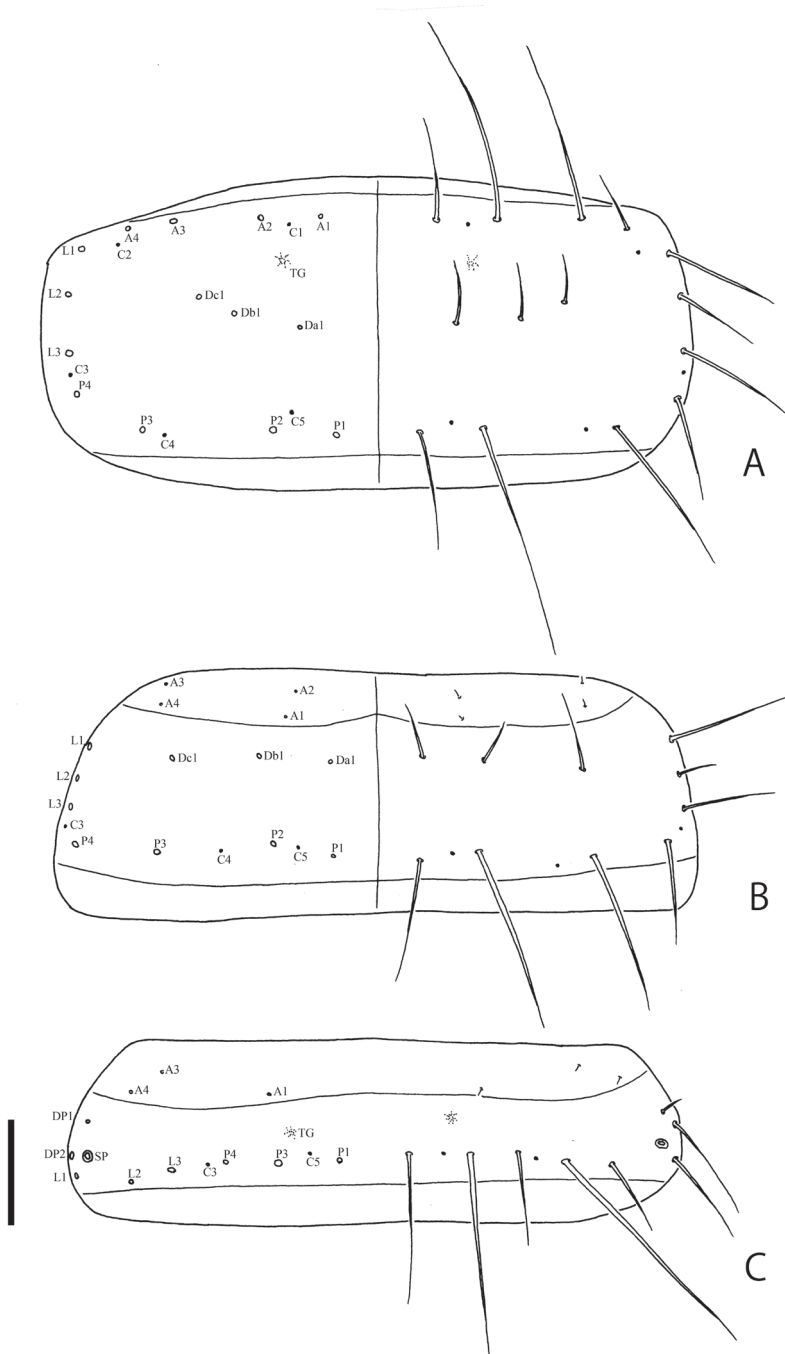 A4 A3 A2 C1 A1
L1 C2
TG
L2 Dc1
Db1
Da1
L3
C3
P4
P3 C4 P2 C5 P1
A
A3
A2
A4
A1
L1
Dc1 Db1 Da1
L2
L3
C3
P4 P3 C4 P2 C5 P1
B
A3
A4 A1
DP1
TG
DP2 SP L3 C3 P4 P3 C5 P1
L1 L2
C